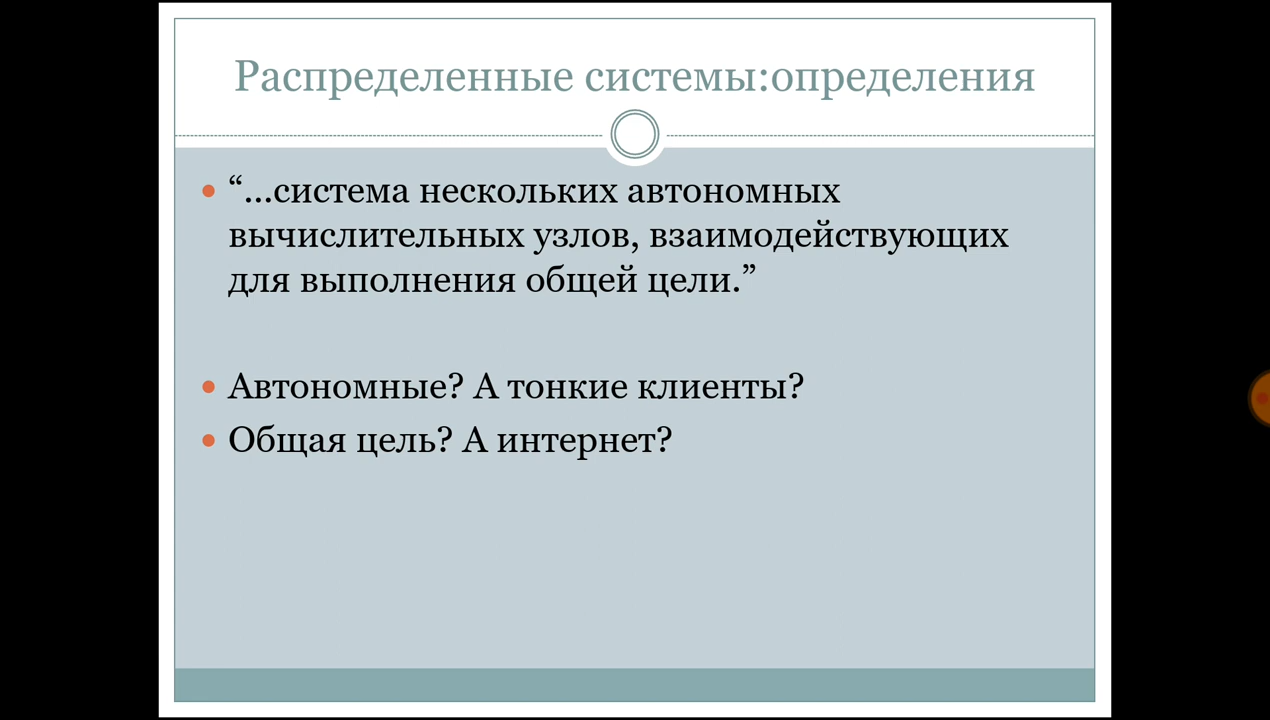 Распределенные системы:определения
“...система нескольких автономных
вычислительных узлов, взаимодействующих
для выполнения общей цели.”
Автономные? А тонкие клиенты?
Общая цель? А интернет?